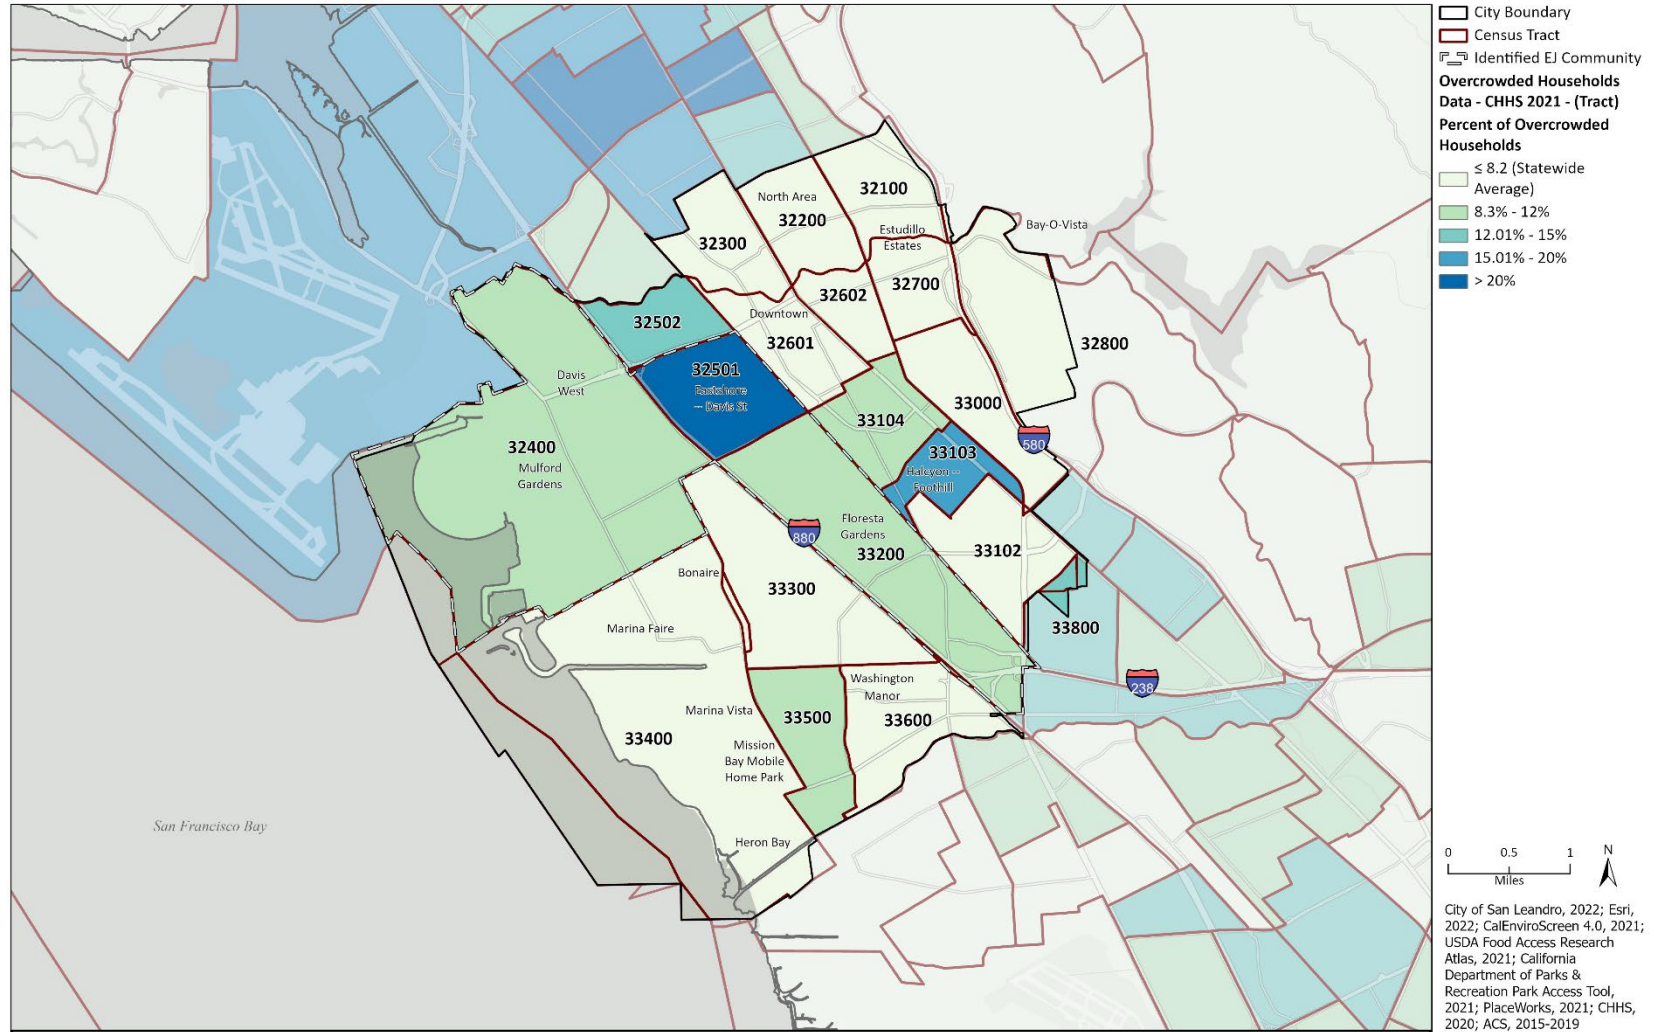 City Boundary
Census Tract
Identified EJ Community
Overcrowded Households
Data - CHHS 2021 - (Tract)
Percent of Overcrowded
Households
≤ 8.2 (Statewide
Average)
8.3% - 12%
12.01% - 15%
15.01% - 20%
> 20%
32100
North Area
32200
Bay-O-Vista
Estudillo
Estates
32300
32700
32602
Downtown
32502
32601
32800
32501
Eastshore
-- Davis St
Davis
West
33000
33104
580
32400
Mulford
Gardens
33103
Halcyon --
Foothill
Floresta
Gardens
880
33200
33102
Bonaire
33300
Marina Faire
33800
Washington
Manor
238
Marina Vista
33500
33600
33400
Mission
Bay Mobile
Home Park
San Francisco Bay
Heron Bay
0 0.5 1
Miles
N
City of San Leandro, 2022; Esri,
2022; CalEnviroScreen 4.0, 2021;
USDA Food Access Research
Atlas, 2021; California
Department of Parks &
Recreation Park Access Tool,
2021; PlaceWorks, 2021; CHHS,
2020; ACS, 2015-2019